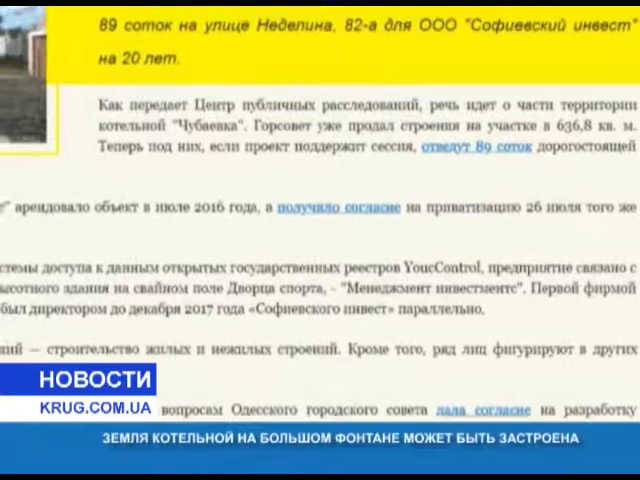 89 соток на улице Неделина, 82-а для ООО "Софиевский инвест"
на 20 лет.
Как передает Центр публичных расследований, речь идет о части территории
котельной "Чубаевка". Горсовет уже продал строения на участке в 636,8 кв. м.
Теперь под них, если проект поддержит сессия, отведут 89 соток дорогостоящей
арендовало объект в июле 2016 года, а получило согласие на приватизацию 26 июля того же
стемы доступа к данным открытых государственных реестров YoucControl, предприятие связано с
ысотного здания на свайном поле Дворца спорта, - "Менеджмент инвестментс". Первой фирмой
был директором до декабря 2017 года «Софиевского инвест» параллельно.
ий — строительство жилых и нежилых строений. Кроме того, ряд лиц фигурируют в других
вопросам Одесского городского совета дала согласие на разработку
НОВОСТИ
KRUG.COM.UA
ЗЕМЛЯ КОТЕЛЬНОЙ НА БОЛЬШОМ ФОНТАНЕ МОЖЕТ БЫТЬ ЗАСТРОЕНА